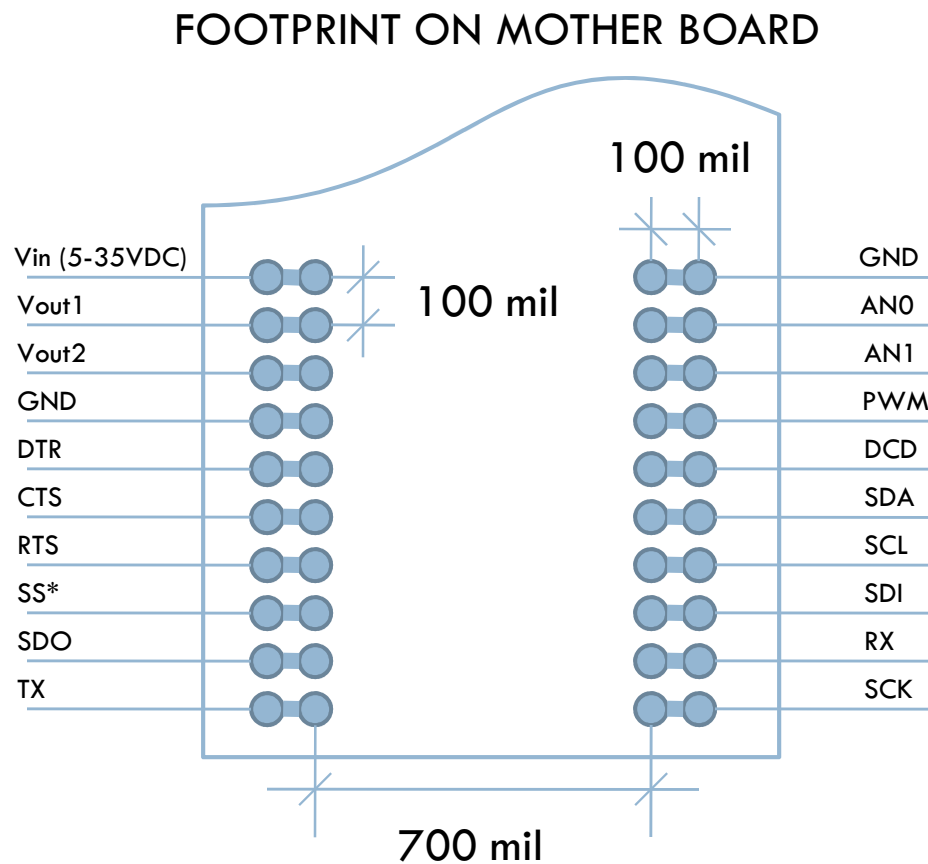 FOOTPRINT ON MOTHER BOARD
100 mil
Vin (5-35VDC)
GND
Vout1
100 mil
AN0
Vout2
AN1
GND
PWM
DTR
DCD
CTS
SDA
RTS
SCL
SS*
SDI
SDO
RX
TX
SCK
700 mil